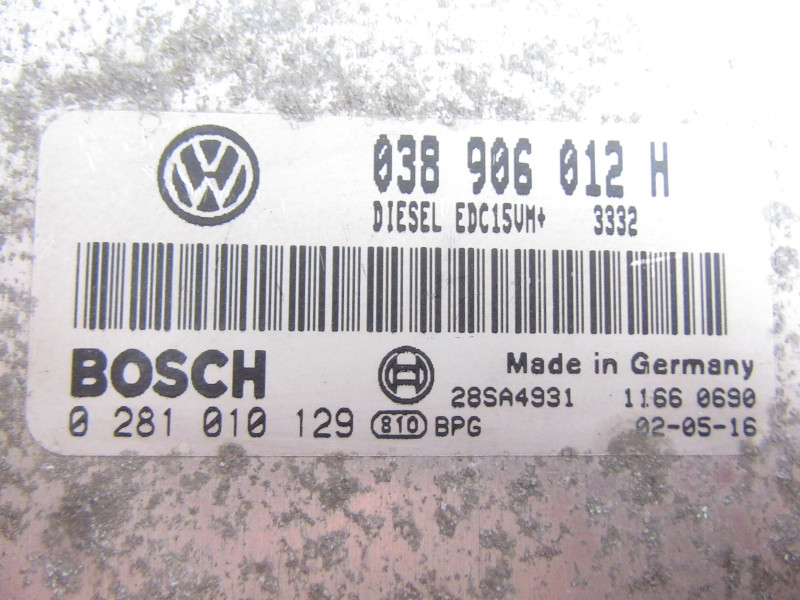 038 906 012 H
DIESEL EDC15VM+ 3332
BOSCH
Made in Germany
28SA4931 1166 0690
0 281 010 129 810 BPG 02-05-16